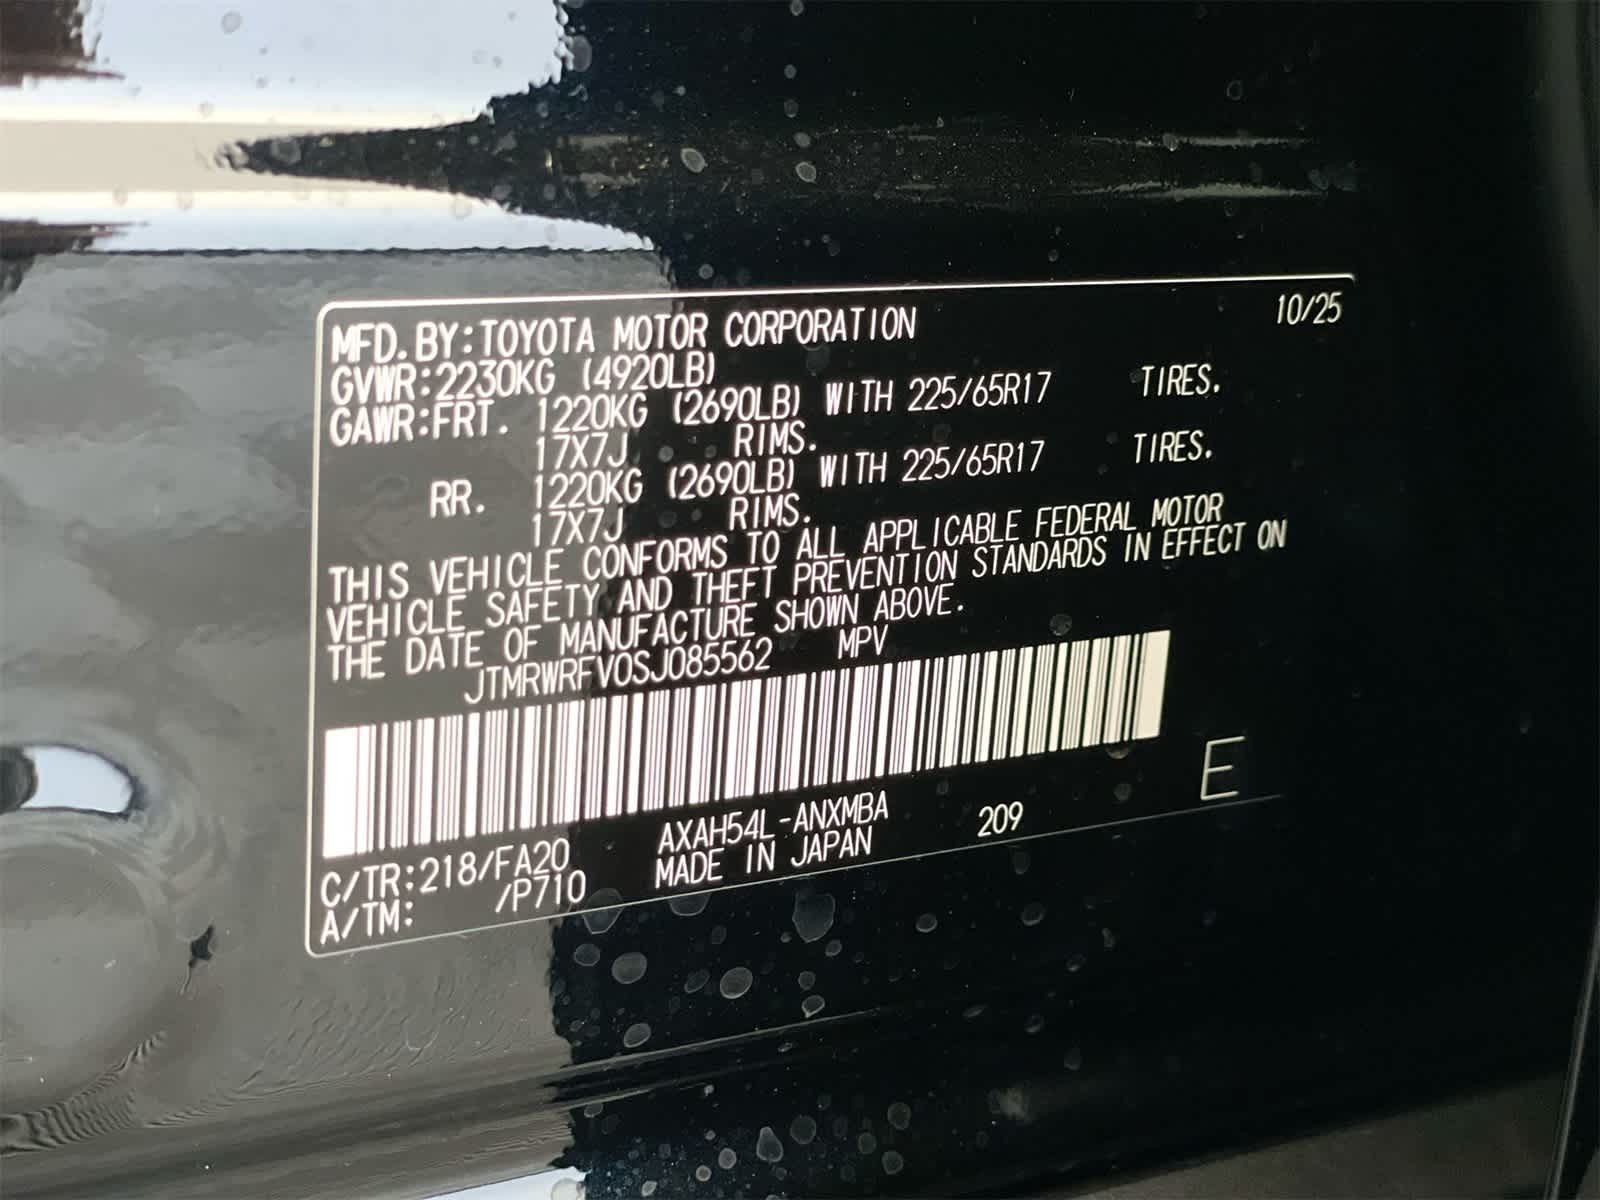 MFD.BY:TOYOTA MOTOR CORPORATION 10/25
GVWR:2230KG (4920LB)
GAWR:FRT. 1220KG (2690LB) WITH 225/65R17 TIRES.
17X7J RIMS.
RR. 1220KG (2690LB) WITH 225/65R17 TIRES.
17X7J RIMS.
THIS VEHICLE CONFORMS TO ALL APPLICABLE FEDERAL MOTOR
VEHICLE SAFETY AND THEFT PREVENTION STANDARDS IN EFFECT ON
THE DATE OF MANUFACTURE SHOWN ABOVE.
JTMRWRFV0SJ085562 MPV
E
C/TR:218/FA20 AXAH54L-ANXMBA 209
A/TM: /P710 MADE IN JAPAN